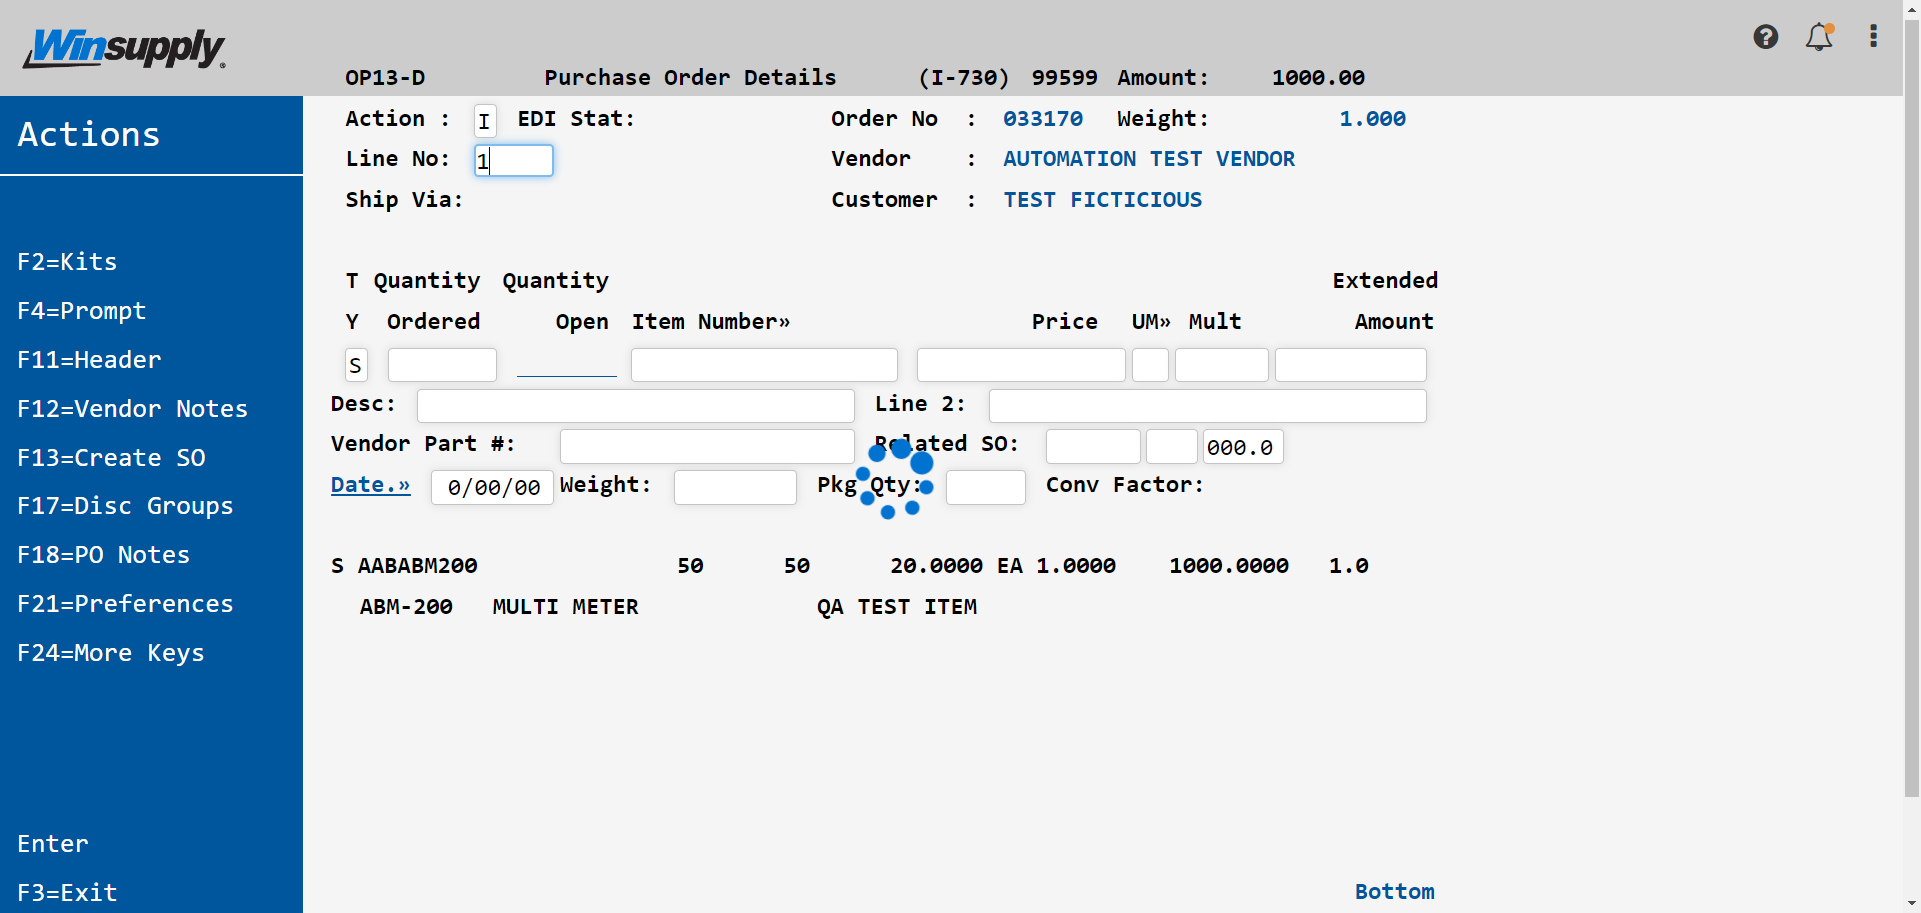 Winsupply
OP13-D Purchase Order Details (I-730) 99599 Amount: 1000.00
Actions
Action : I EDI Stat: Order No : 033170 Weight: 1.000
Line No: 1 Vendor : AUTOMATION TEST VENDOR
Ship Via: Customer : TEST FICTICIOUS
F2=Kits
F4=Prompt
F11=Header
F12=Vendor Notes
F13=Create SO
F17=Disc Groups
F18=PO Notes
F21=Preferences
F24=More Keys
Enter
F3=Exit
T Quantity Quantity Extended
Y Ordered Open Item Number» Price UM» Mult Amount
S
Desc: Line 2:
Vendor Part #: Related SO: 000.0
Date.» 0/00/00 Weight: Pkg Qty: Conv Factor:
S AABABM200 50 50 20.0000 EA 1.0000 1000.0000 1.0
ABM-200 MULTI METER QA TEST ITEM
Bottom